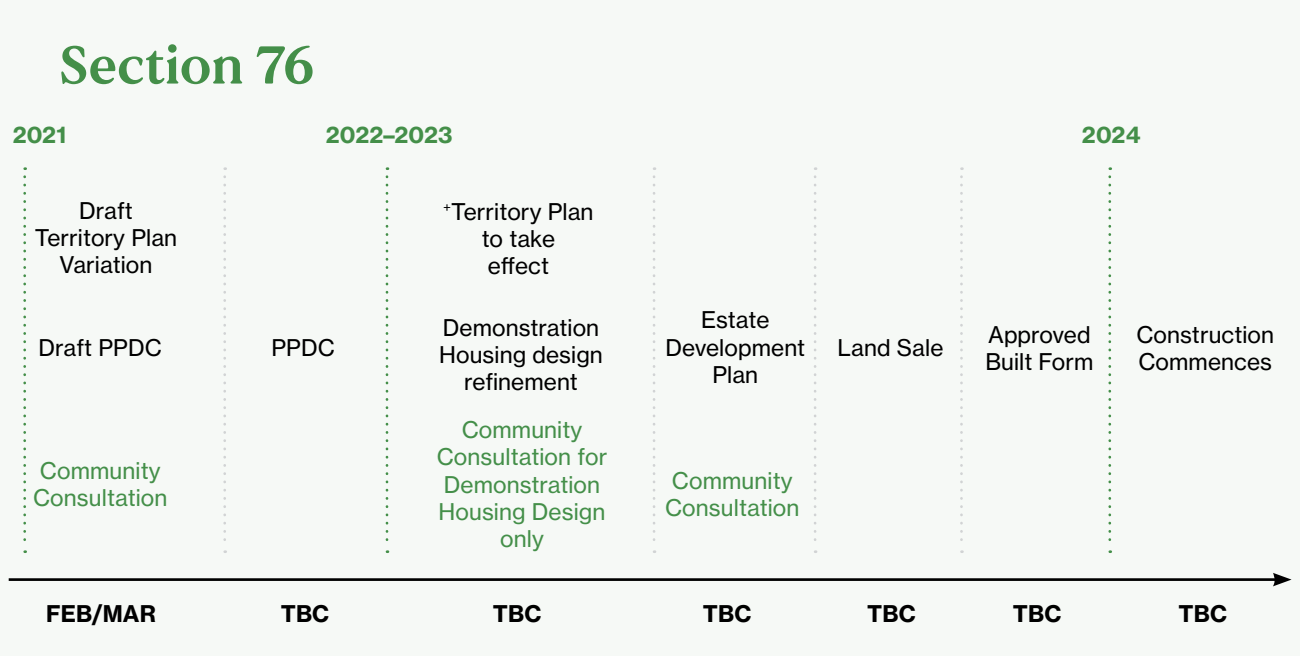 Section 76
2021
2022–2023
2024
Draft
Territory Plan
Variation
Draft PPDC
Community
Consultation
PPDC
+Territory Plan
to take
effect
Demonstration
Housing design
refinement
Community
Consultation for
Demonstration
Housing Design
only
Estate
Development
Plan
Community
Consultation
Land Sale
Approved
Built Form
Construction
Commences
FEB/MAR
TBC
TBC
TBC
TBC
TBC
TBC